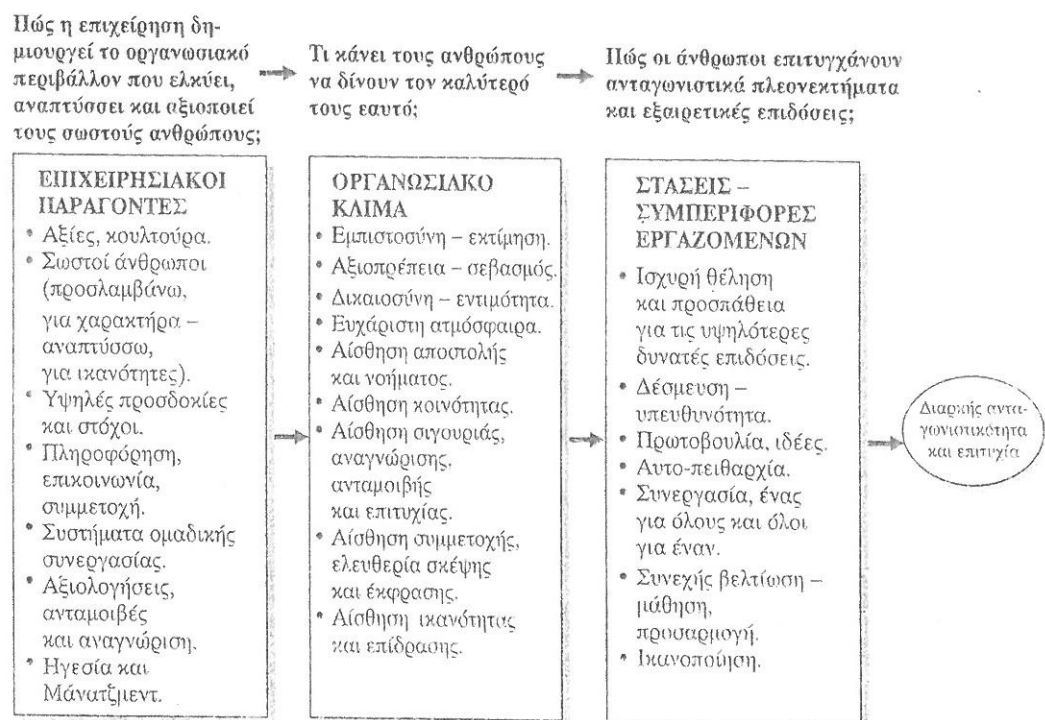 Πώς η επιχείρηση δη-
μιουργεί το οργανωσιακό
περιβάλλον που ελκύει,
αναπτύσσει και αξιοποιεί
τους σωστούς ανθρώπους;
Τι κάνει τους ανθρώπους
να δίνουν τον καλύτερό
τους εαυτό;
Πώς οι άνθρωποι επιτυγχάνουν
ανταγωνιστικά πλεονεκτήματα
και εξαιρετικές επιδόσεις;
ΕΠΙΧΕΙΡΗΣΙΑΚΟΙ
ΠΑΡΑΓΟΝΤΕΣ
• Αξίες, κουλτούρα.
• Σωστοί άνθρωποι
(προσλαμβάνω,
για χαρακτήρα –
αναπτύσσω,
για ικανότητες).
• Υψηλές προσδοκίες
και στόχοι.
• Πληροφόρηση,
επικοινωνία,
συμμετοχή.
• Συστήματα ομαδικής
συνεργασίας.
• Αξιολογήσεις,
ανταμοιβές
και αναγνώριση.
• Ηγεσία και
Μάνατζμεντ.
ΟΡΓΑΝΩΣΙΑΚΟ
ΚΛΙΜΑ
• Εμπιστοσύνη – εκτίμηση.
• Αξιοπρέπεια – σεβασμός.
• Δικαιοσύνη – εντιμότητα.
• Ευχάριστη ατμόσφαιρα.
• Αίσθηση αποστολής
και νοήματος.
• Αίσθηση κοινότητας.
• Αίσθηση σιγουριάς,
αναγνώρισης,
ανταμοιβής
και επιτυχίας.
• Αίσθηση συμμετοχής,
ελευθερία σκέψης
και έκφρασης.
• Αίσθηση ικανότητας
και επίδρασης.
ΣΤΑΣΕΙΣ –
ΣΥΜΠΕΡΙΦΟΡΕΣ
ΕΡΓΑΖΟΜΕΝΩΝ
• Ισχυρή θέληση
και προσπάθεια
για τις υψηλότερες
δυνατές επιδόσεις.
• Δέσμευση –
υπευθυνότητα.
• Πρωτοβουλία, ιδέες.
• Αυτο-πειθαρχία.
• Συνεργασία, ένας
για όλους και όλοι
για έναν.
• Συνεχής βελτίωση –
μάθηση,
προσαρμογή.
• Ικανοποίηση.
Διαρκής αντα-
γωνιστικότητα
και επιτυχία